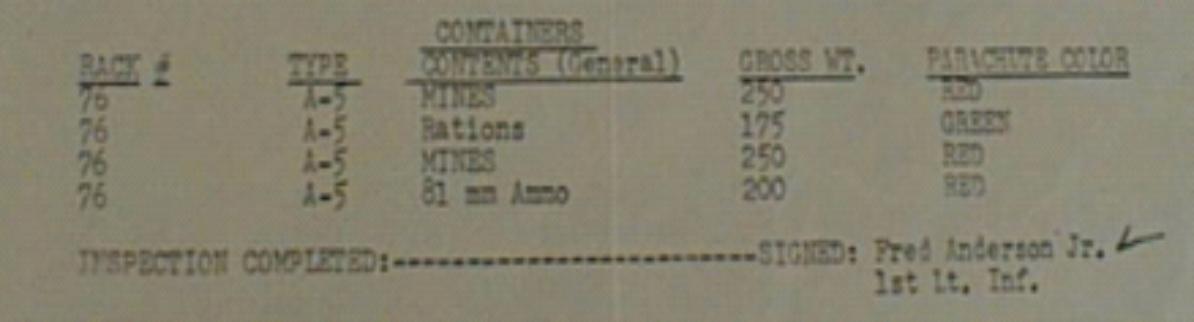 CONTAINERS
RACK # TYPE CONTENTS (General) GROSS WT. PARACHUTE COLOR
76 A-5 MINES 250 RED
76 A-5 Rations 175 GREEN
76 A-5 MINES 250 RED
76 A-5 81 mm Ammo 200 RED
INSPECTION COMPLETED:------------------------SIGNED: Fred Anderson Jr.
1st Lt. Inf.